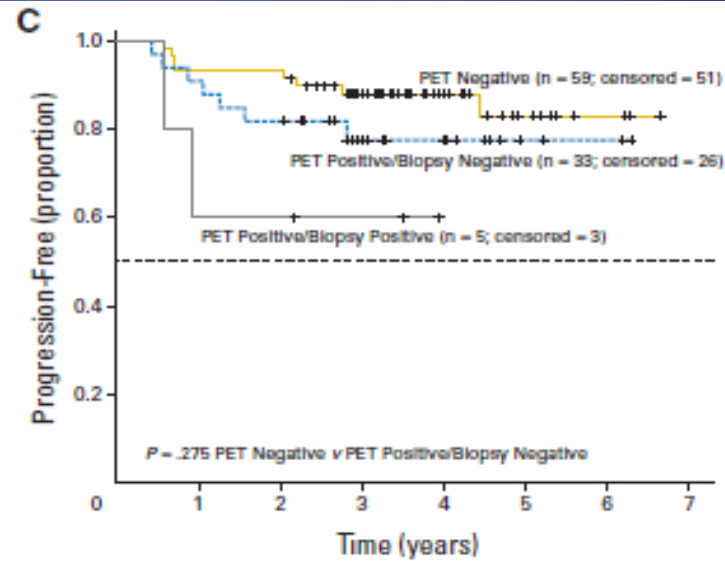 C
Progression-Free (proportion)
1.0
0.8
0.6
0.4
0.2
0
1
2
3
4
5
6
7
Time (years)
PET Negative (n = 59; censored = 51)
PET Positive/Biopsy Negative (n = 33; censored = 26)
PET Positive/Biopsy Positive (n = 5; censored = 3)
P = .275 PET Negative v PET Positive/Biopsy Negative